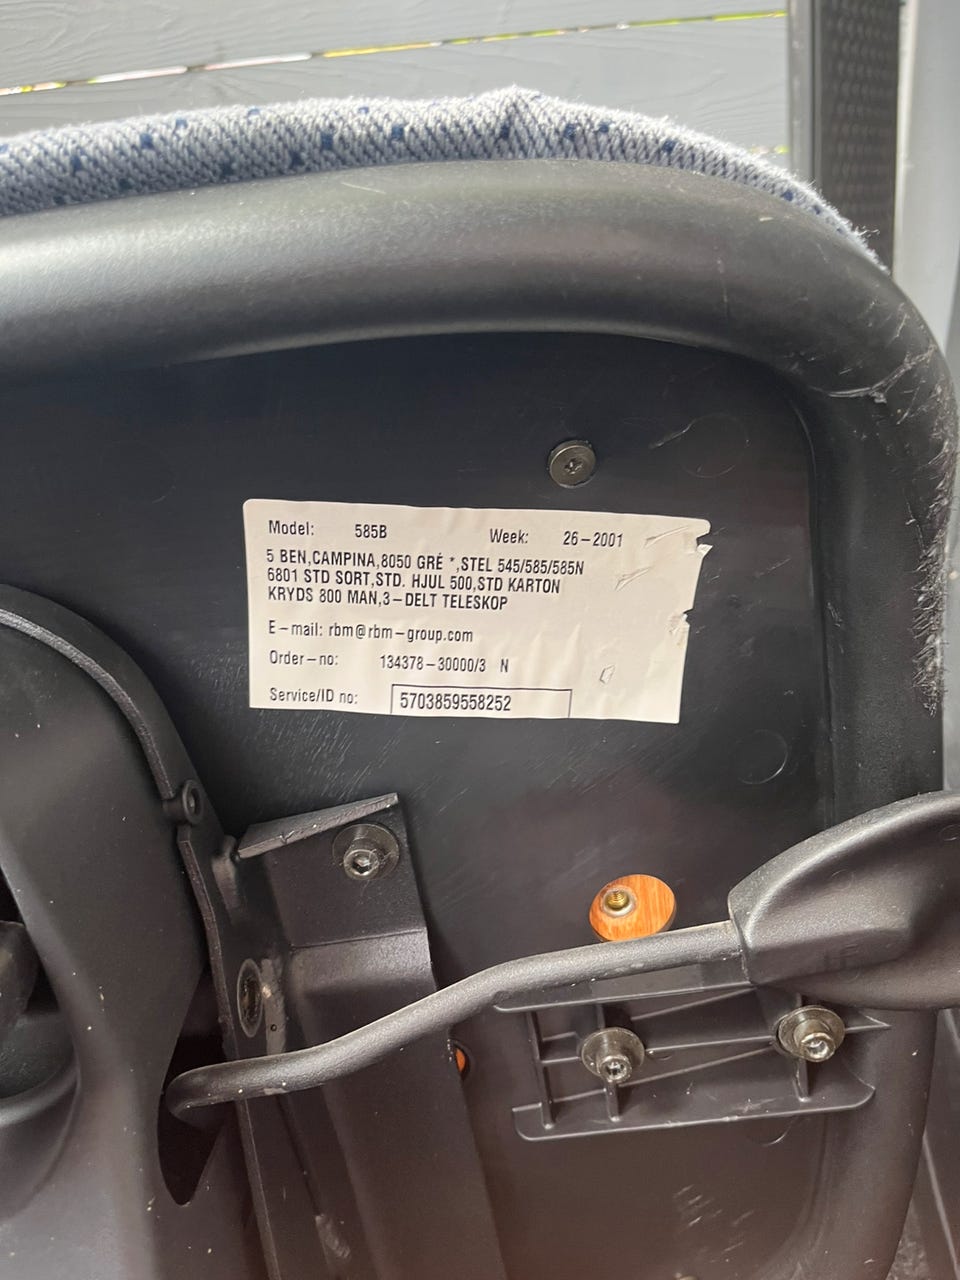 Model: 585B Week: 26-2001
5 BEN,CAMPINA,8050 GRÉ *,STEL 545/585/585N
6801 STD SORT,STD. HJUL 500,STD KARTON
KRYDS 800 MAN,3-DELT TELESKOP
E-mail: rbm@rbm-group.com
Order-no: 134378-30000/3 N
Service/ID no: 5703859558252